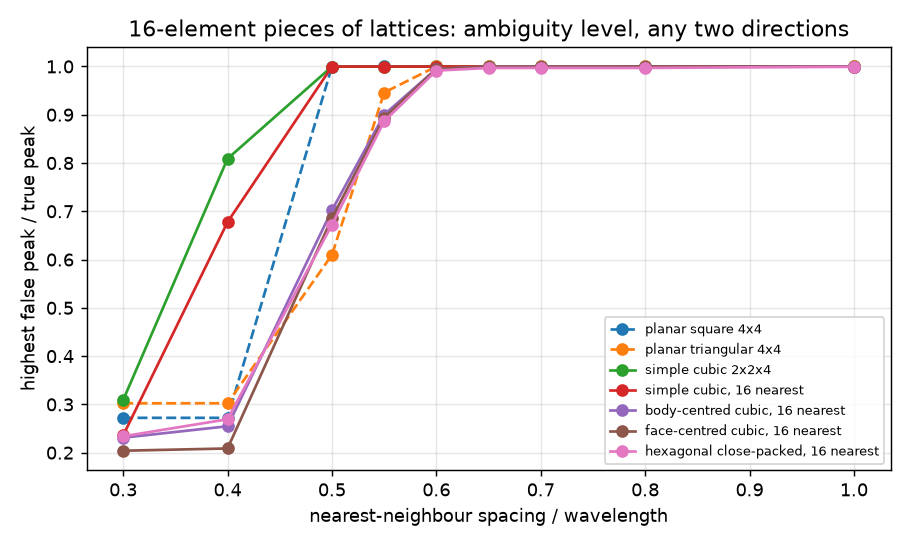 16-element pieces of lattices: ambiguity level, any two directions
highest false peak / true peak
1.0
0.9
0.8
0.7
0.6
0.5
0.4
0.3
0.2
planar square 4x4
planar triangular 4x4
simple cubic 2x2x4
simple cubic, 16 nearest
body-centred cubic, 16 nearest
face-centred cubic, 16 nearest
hexagonal close-packed, 16 nearest
0.3 0.4 0.5 0.6 0.7 0.8 0.9 1.0
nearest-neighbour spacing / wavelength